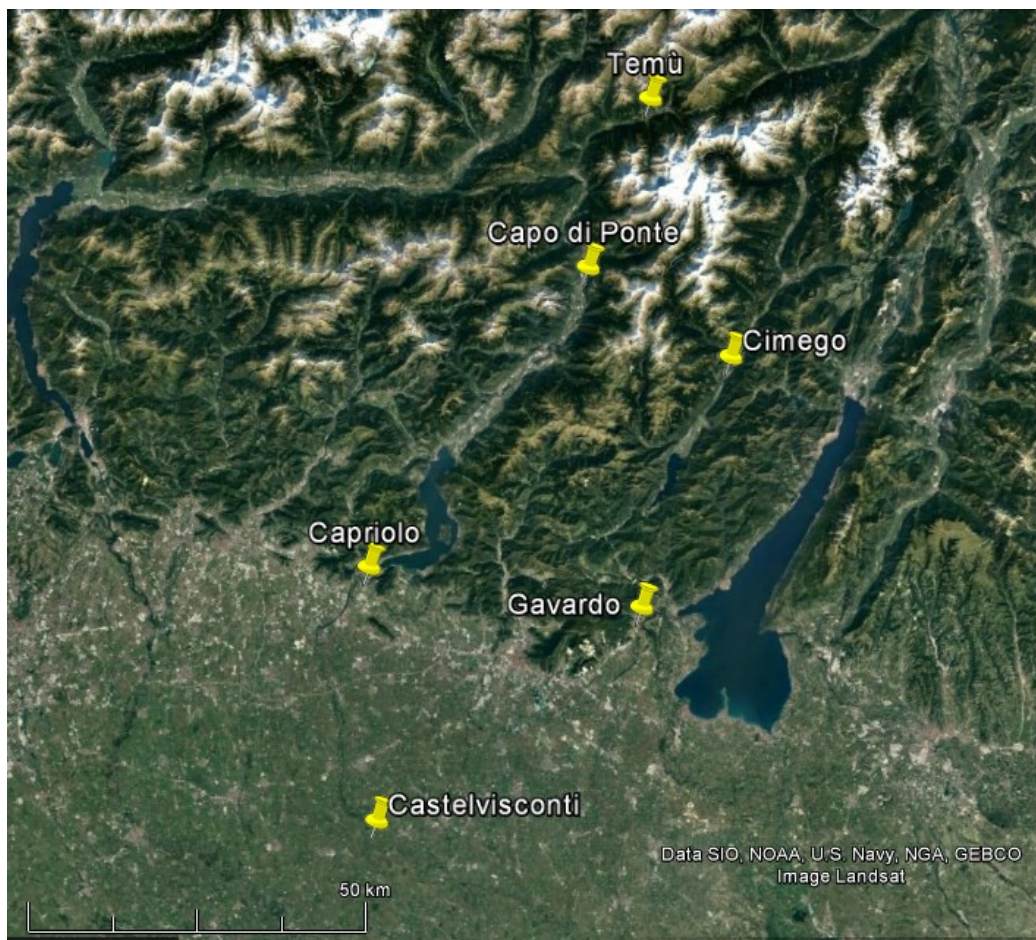 Temù
Capo di Ponte
Cimego
Capriolo
Gavardo
Castelvisconti
Data SIO, NOAA, U.S. Navy, NGA, GEBCO
Image Landsat
50 km